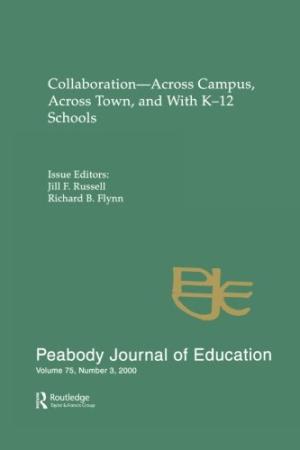 Collaboration—Across Campus,
Across Town, and With K–12
Schools
Issue Editors:
Jill F. Russell
Richard B. Flynn
PJE
Peabody Journal of Education
Volume 75, Number 3, 2000
R
Routledge
Taylor & Francis Group